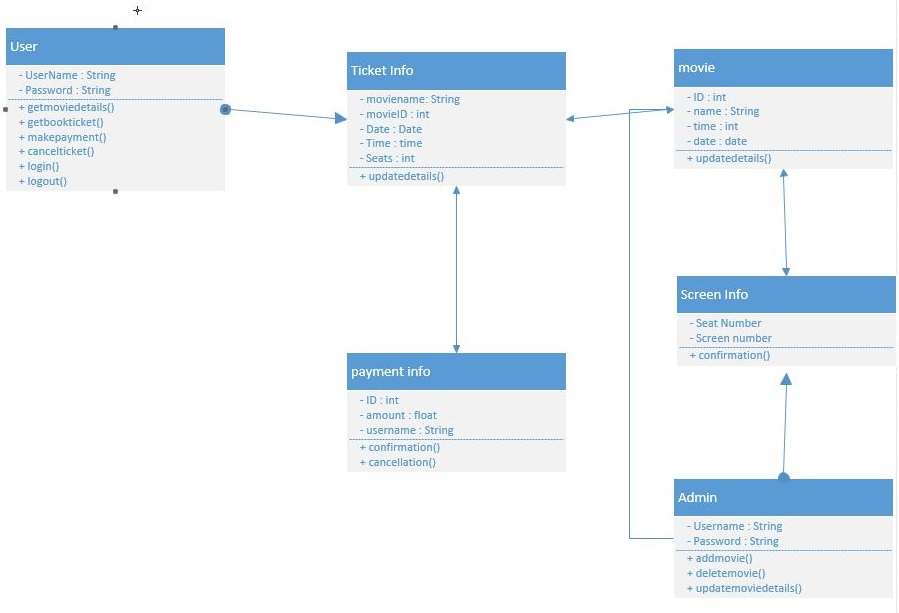 User
- UserName : String
- Password : String
+ getmoviedetails()
+ getbookticket()
+ makepayment()
+ cancelticket()
+ login()
+ logout()
Ticket Info
- moviename: String
- movieID : int
- Date : Date
- Time : time
- Seats : int
+ updatedetails()
movie
- ID : int
- name : String
- time : int
- date : date
+ updatedetails()
Screen Info
- Seat Number
- Screen number
+ confirmation()
payment info
- ID : int
- amount : float
- username : String
+ confirmation()
+ cancellation()
Admin
- Username : String
- Password : String
+ addmovie()
+ deletemovie()
+ updatemoviedetails()